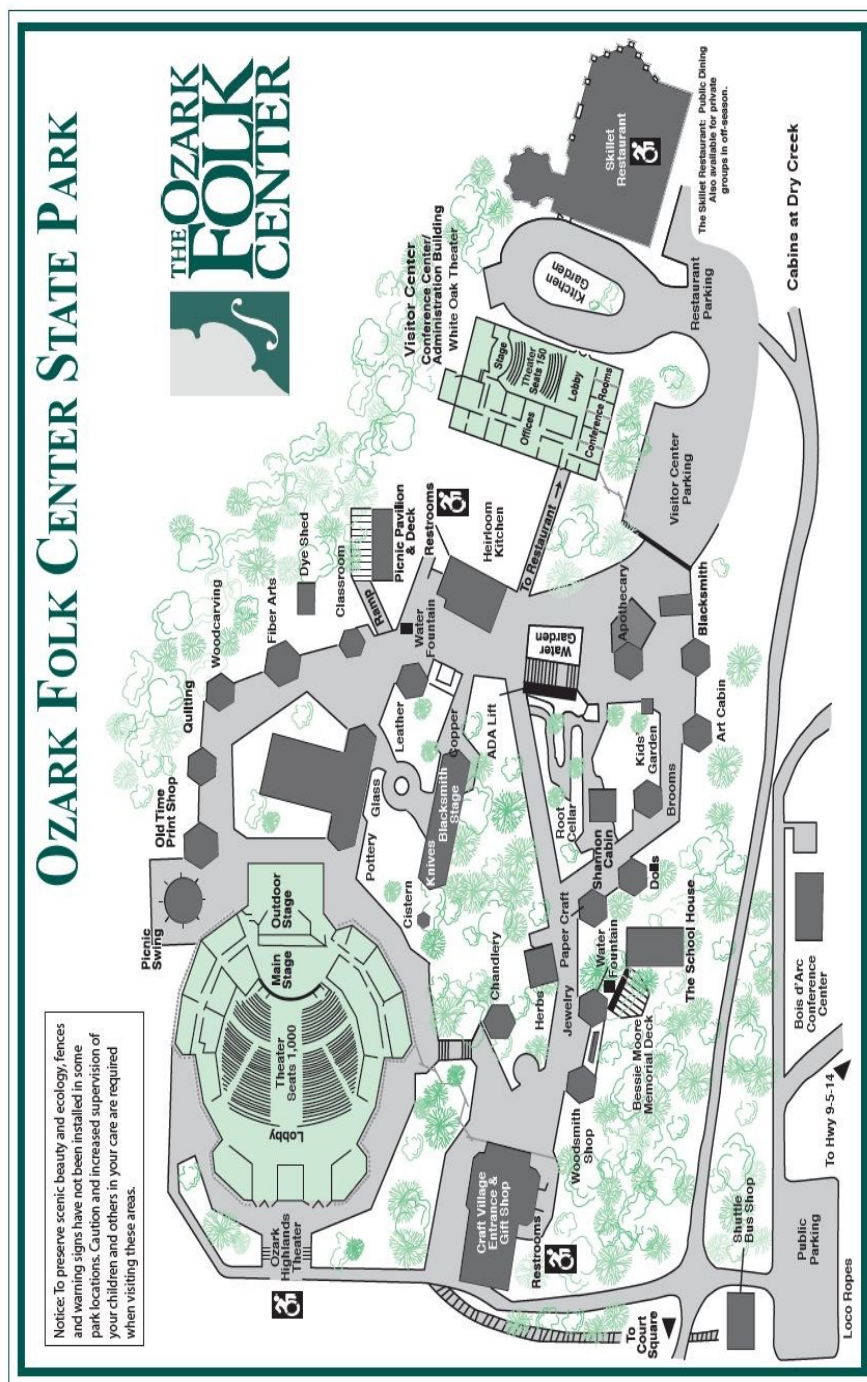 OZARK FOLK CENTER STATE PARK
THE OZARK
FOLK
CENTER
Notice: To preserve scenic beauty and ecology, fences
and warning signs have not been installed in some
park locations. Caution and increased supervision of
your children and others in your care are required
when visiting these areas.
Picnic
Swing
Old Time
Print Shop
Quilting
Woodcarving
Fiber Arts
Dye Shed
Classroom
Ramp
Picnic Pavillion
& Deck
Restrooms
Visitor Center
Conference Center/
Administration Building
White Oak Theater
Stage
Theater
Seats 150
Lobby
Offices
Conference Rooms
Kitchen
Garden
Skillet
Restaurant
The Skillet Restaurant: Public Dining
Also available for private
groups in off-season.
Restaurant
Parking
Cabins at Dry Creek
Visitor Center
Parking
To Restaurant →
Heirloom
Kitchen
Water
Fountain
Leather
Copper
Glass
Pottery
Outdoor
Stage
Main
Stage
Theater
Seats 1,000
Lobby
Ozark
Highlands
Theater
Cistern
Knives
Blacksmith
Stage
ADA Lift
Water
Garden
Apothecary
Blacksmith
Art Cabin
Kids'
Garden
Brooms
Root
Cellar
Shannon
Cabin
Dolls
Paper Craft
Water
Fountain
The School House
Chandlery
Herbs
Jewelry
Bessie Moore
Memorial Deck
Woodsmith
Shop
Craft Village
Entrance &
Gift Shop
Restrooms
To
Court
Square
Shuttle
Bus Shop
Public
Parking
Loco Ropes
To Hwy 9-5-14
Bois d'Arc
Conference
Center